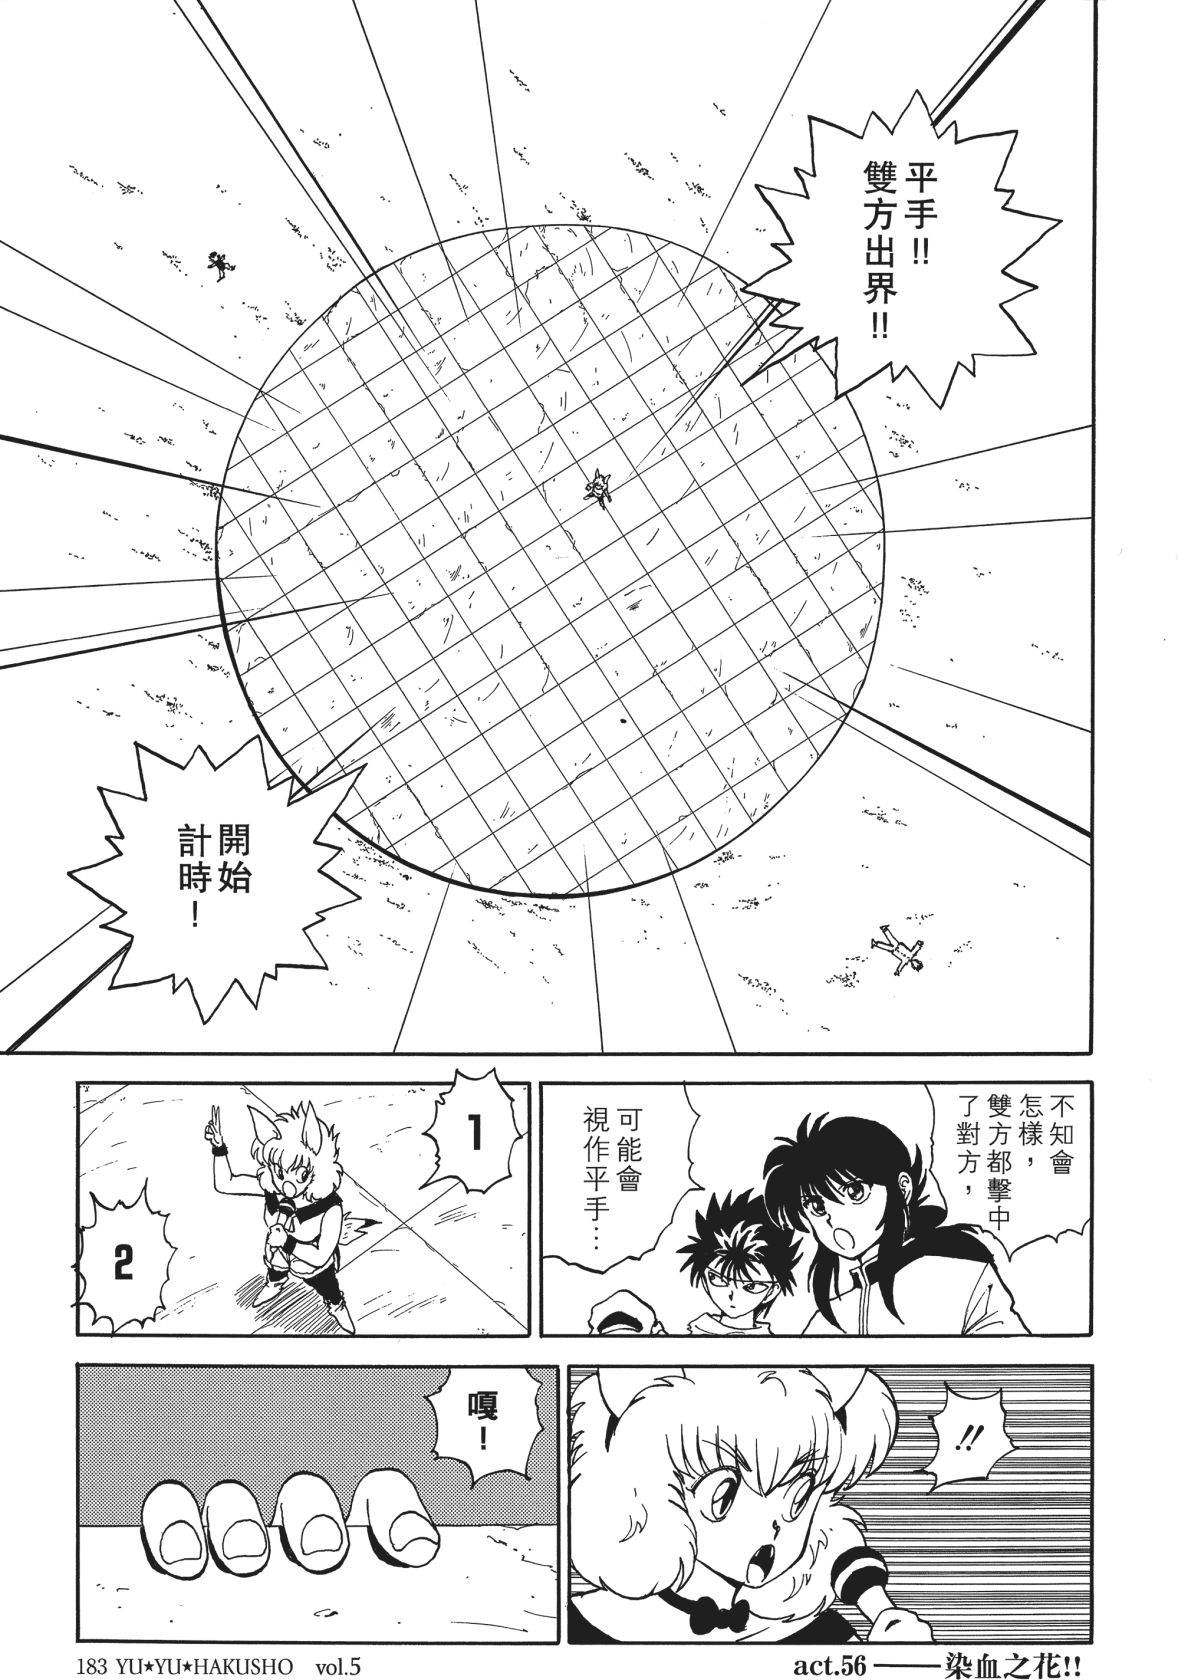 平手!!
雙方出界!!
開始
計時！
不知會
怎樣，
雙方都擊中
了對方，
可能會
視作平手…
1
2
!!
嘎！
183 YU★YU★HAKUSHO vol.5
act.56——染血之花!!